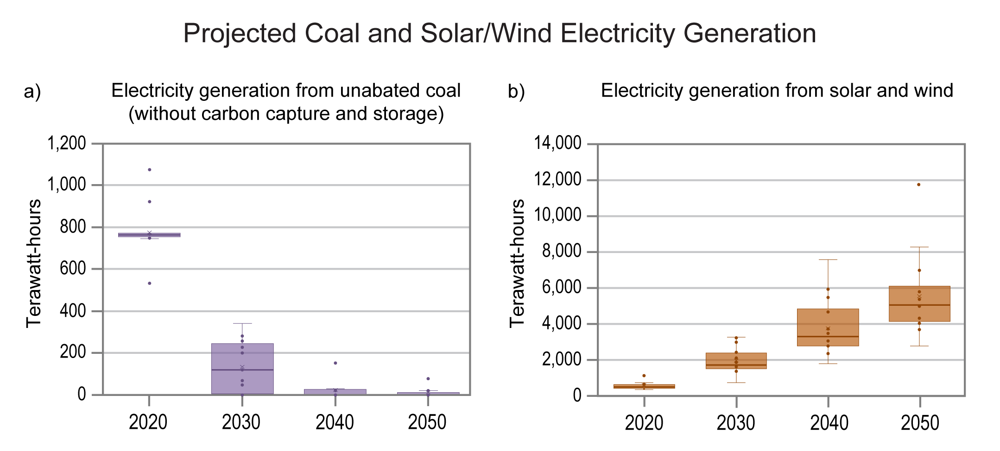 Projected Coal and Solar/Wind Electricity Generation
a)
Electricity generation from unabated coal
(without carbon capture and storage)
Terawatt-hours
1,200
1,000
800
600
400
200
0
2020
2030
2040
2050
b)
Electricity generation from solar and wind
Terawatt-hours
14,000
12,000
10,000
8,000
6,000
4,000
2,000
0
2020
2030
2040
2050